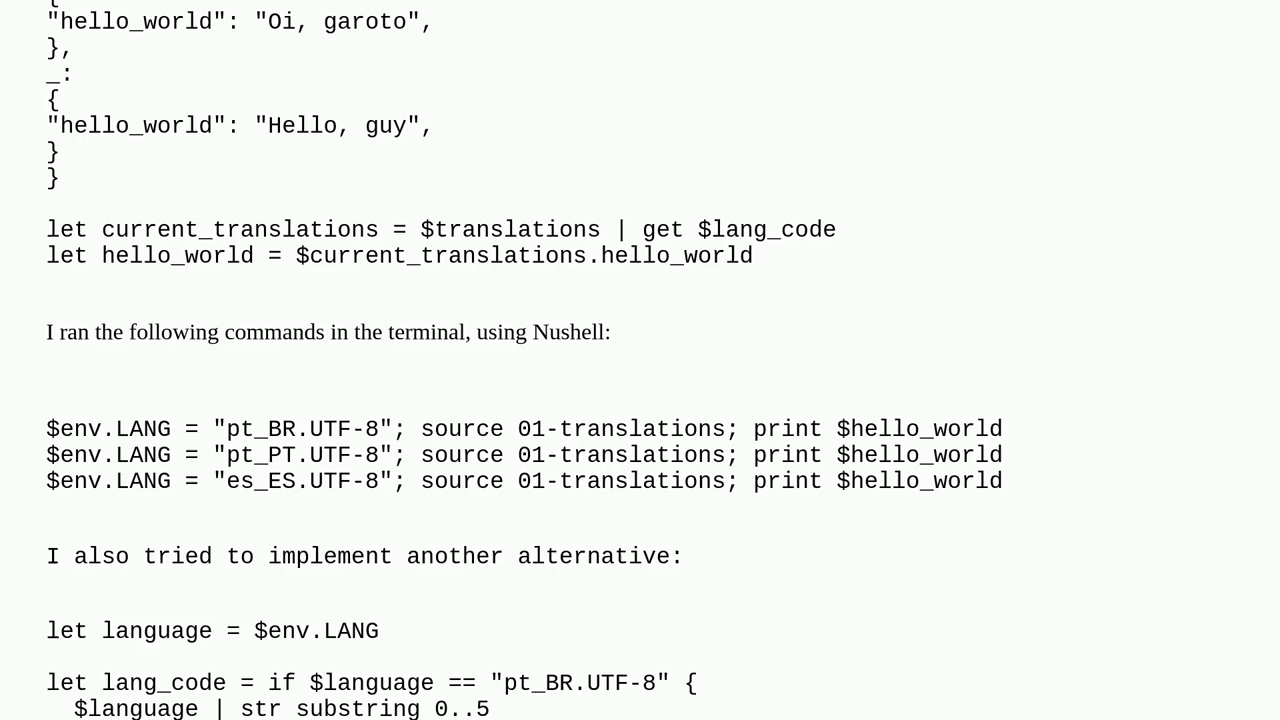 {
"hello_world": "Oi, garoto",
},
_:
{
"hello_world": "Hello, guy",
}
}
let current_translations = $translations | get $lang_code
let hello_world = $current_translations.hello_world
I ran the following commands in the terminal, using Nushell:
$env.LANG = "pt_BR.UTF-8"; source 01-translations; print $hello_world
$env.LANG = "pt_PT.UTF-8"; source 01-translations; print $hello_world
$env.LANG = "es_ES.UTF-8"; source 01-translations; print $hello_world
I also tried to implement another alternative:
let language = $env.LANG
let lang_code = if $language == "pt_BR.UTF-8" {
  $language | str substring 0..5